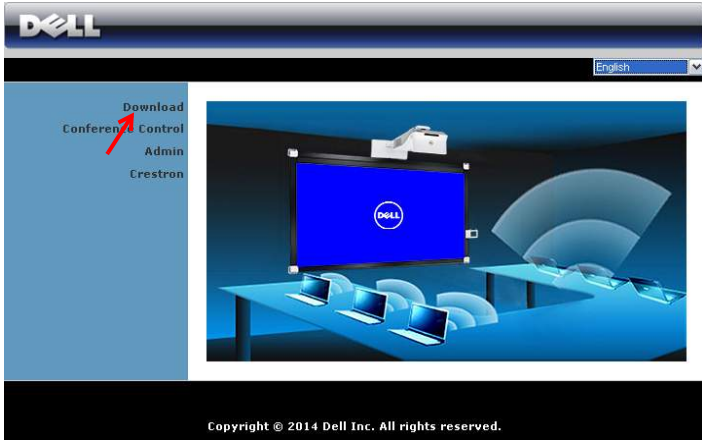 DELL
English
Download
Conference Control
Admin
Crestron
DELL
Copyright © 2014 Dell Inc. All rights reserved.